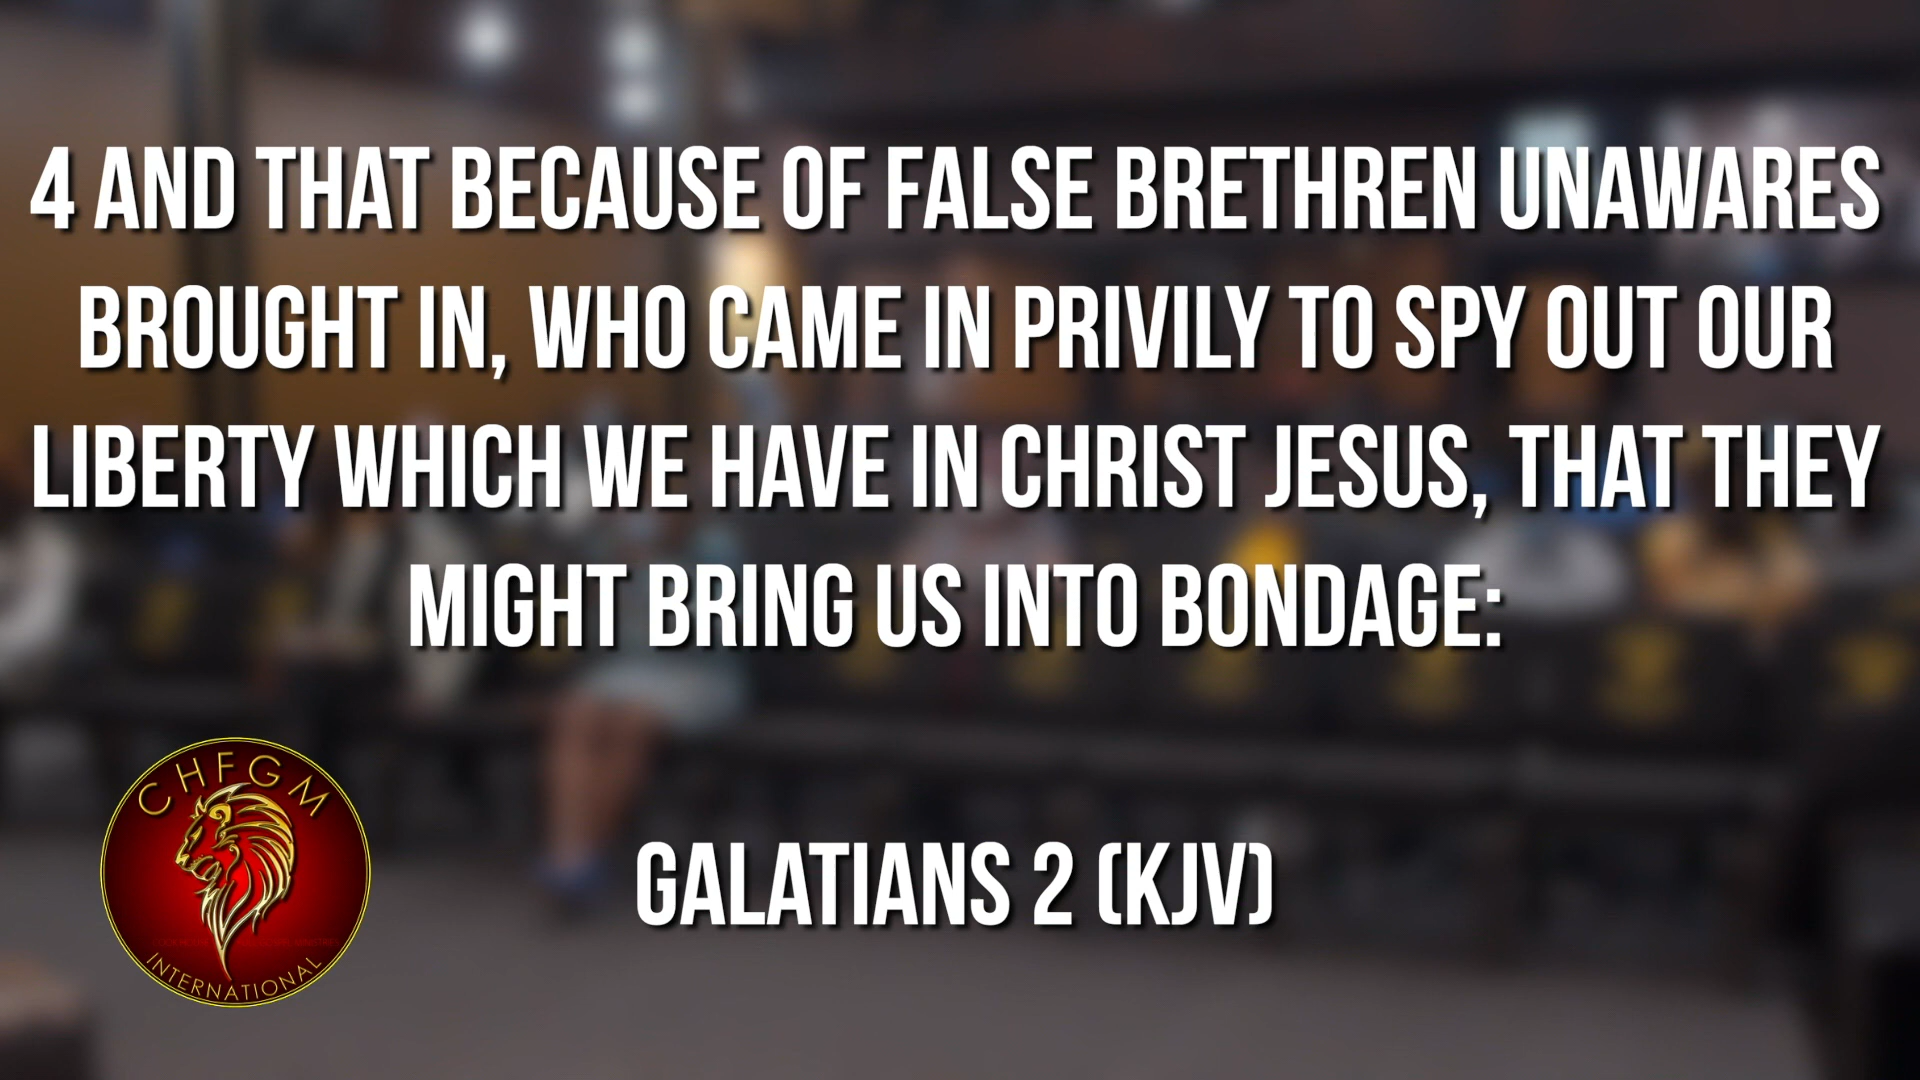 4 AND THAT BECAUSE OF FALSE BRETHREN UNAWARES
BROUGHT IN, WHO CAME IN PRIVILY TO SPY OUT OUR
LIBERTY WHICH WE HAVE IN CHRIST JESUS, THAT THEY
MIGHT BRING US INTO BONDAGE:
GALATIANS 2 (KJV)
CHFGM
INTERNATIONAL